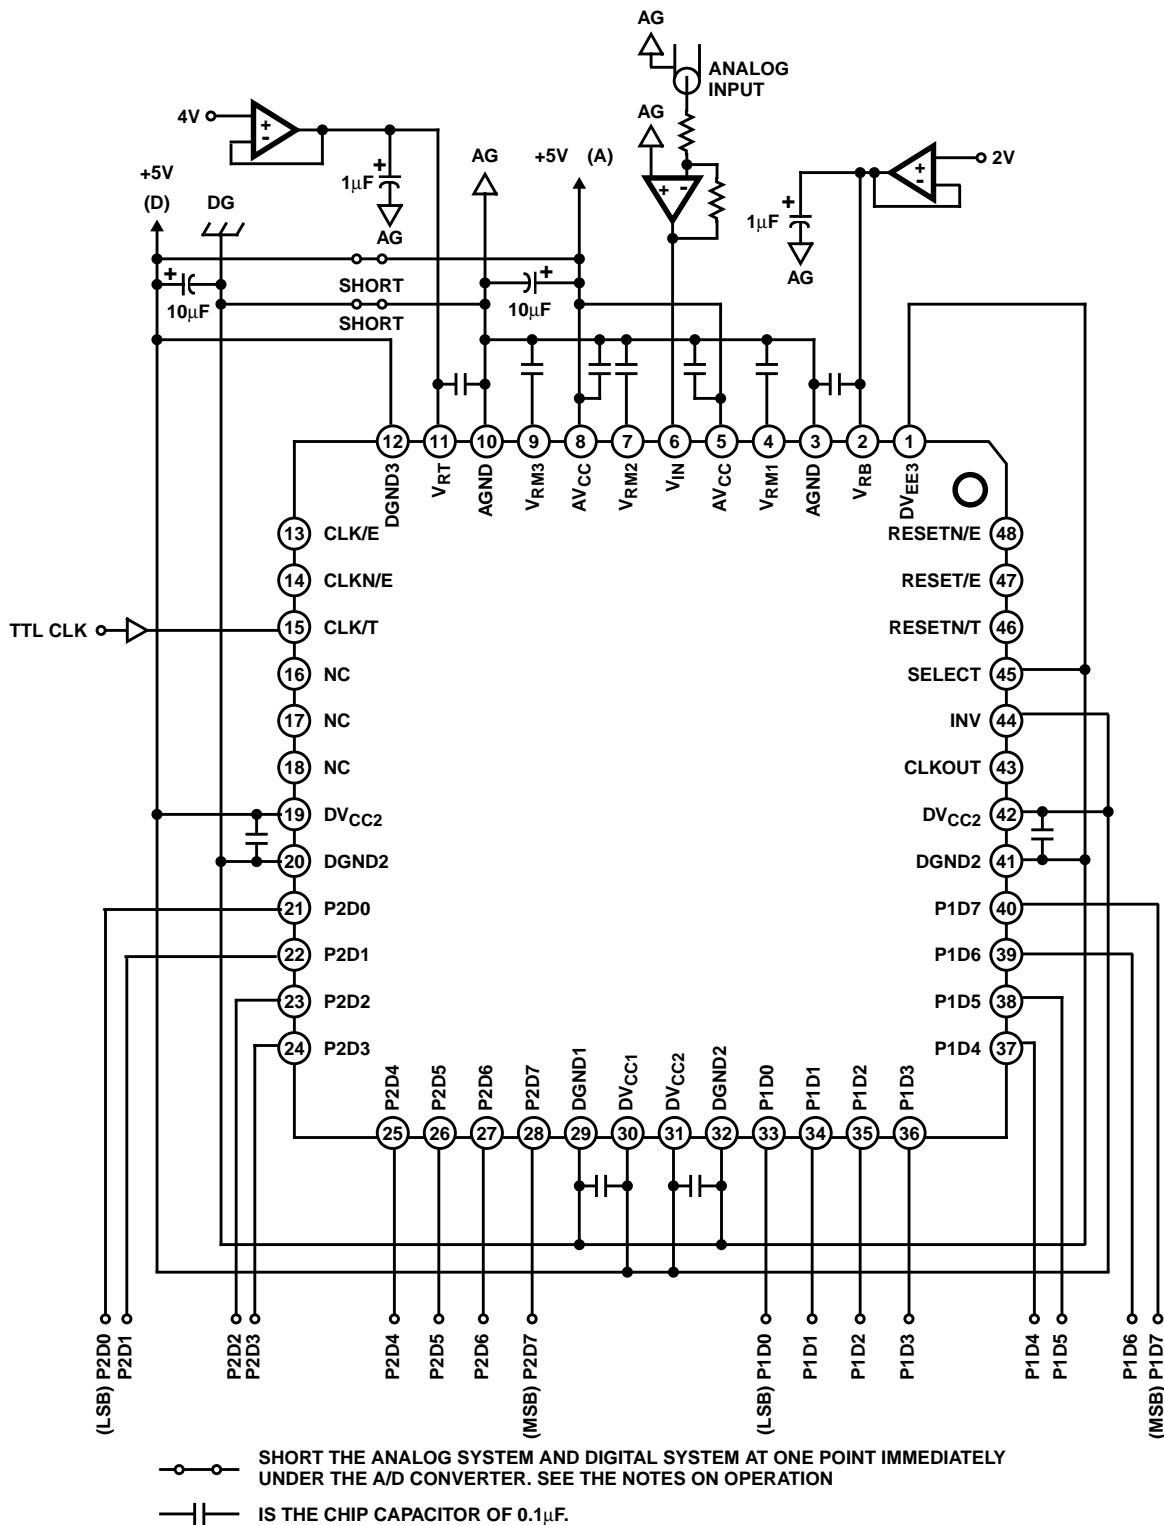 AG
ANALOG
INPUT
4V
+
-
AG
AG
+5V (A)
+ -
+
-
2V
+5V
(D)
DG
+
1µF
AG
+
1µF
AG
+
10µF
SHORT
SHORT
+
10µF
12 11 10 9 8 7 6 5 4 3 2 1
DGND3
VRT
AGND
VRM3
AVCC
VRM2
VIN
AVCC
VRM1
AGND
VRB
DVEE3
13 CLK/E
RESETN/E 48
14 CLKN/E
RESET/E 47
TTL CLK
15 CLK/T
RESETN/T 46
16 NC
SELECT 45
17 NC
INV 44
18 NC
CLKOUT 43
19 DVCC2
DVCC2 42
20 DGND2
DGND2 41
21 P2D0
P1D7 40
22 P2D1
P1D6 39
23 P2D2
P1D5 38
24 P2D3
P1D4 37
P2D4
P2D5
P2D6
P2D7
DGND1
DVCC1
DVCC2
DGND2
P1D0
P1D1
P1D2
P1D3
25 26 27 28 29 30 31 32 33 34 35 36
(LSB) P2D0
P2D1
P2D2
P2D3
P2D4
P2D5
P2D6
(MSB) P2D7
(LSB) P1D0
P1D1
P1D2
P1D3
P1D4
P1D5
P1D6
(MSB) P1D7
SHORT THE ANALOG SYSTEM AND DIGITAL SYSTEM AT ONE POINT IMMEDIATELY
UNDER THE A/D CONVERTER. SEE THE NOTES ON OPERATION
IS THE CHIP CAPACITOR OF 0.1µF.